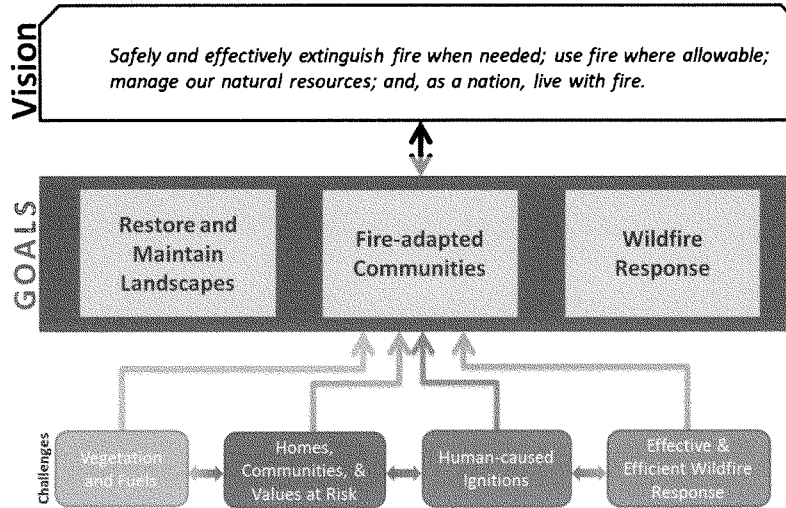 Vision
Safely and effectively extinguish fire when needed; use fire where allowable;
manage our natural resources; and, as a nation, live with fire.
GOALS
Restore and
Maintain
Landscapes
Fire-adapted
Communities
Wildfire
Response
Challenges
Vegetation
and Fuels
Homes,
Communities, &
Values at Risk
Human-caused
Ignitions
Effective &
Efficient Wildfire
Response